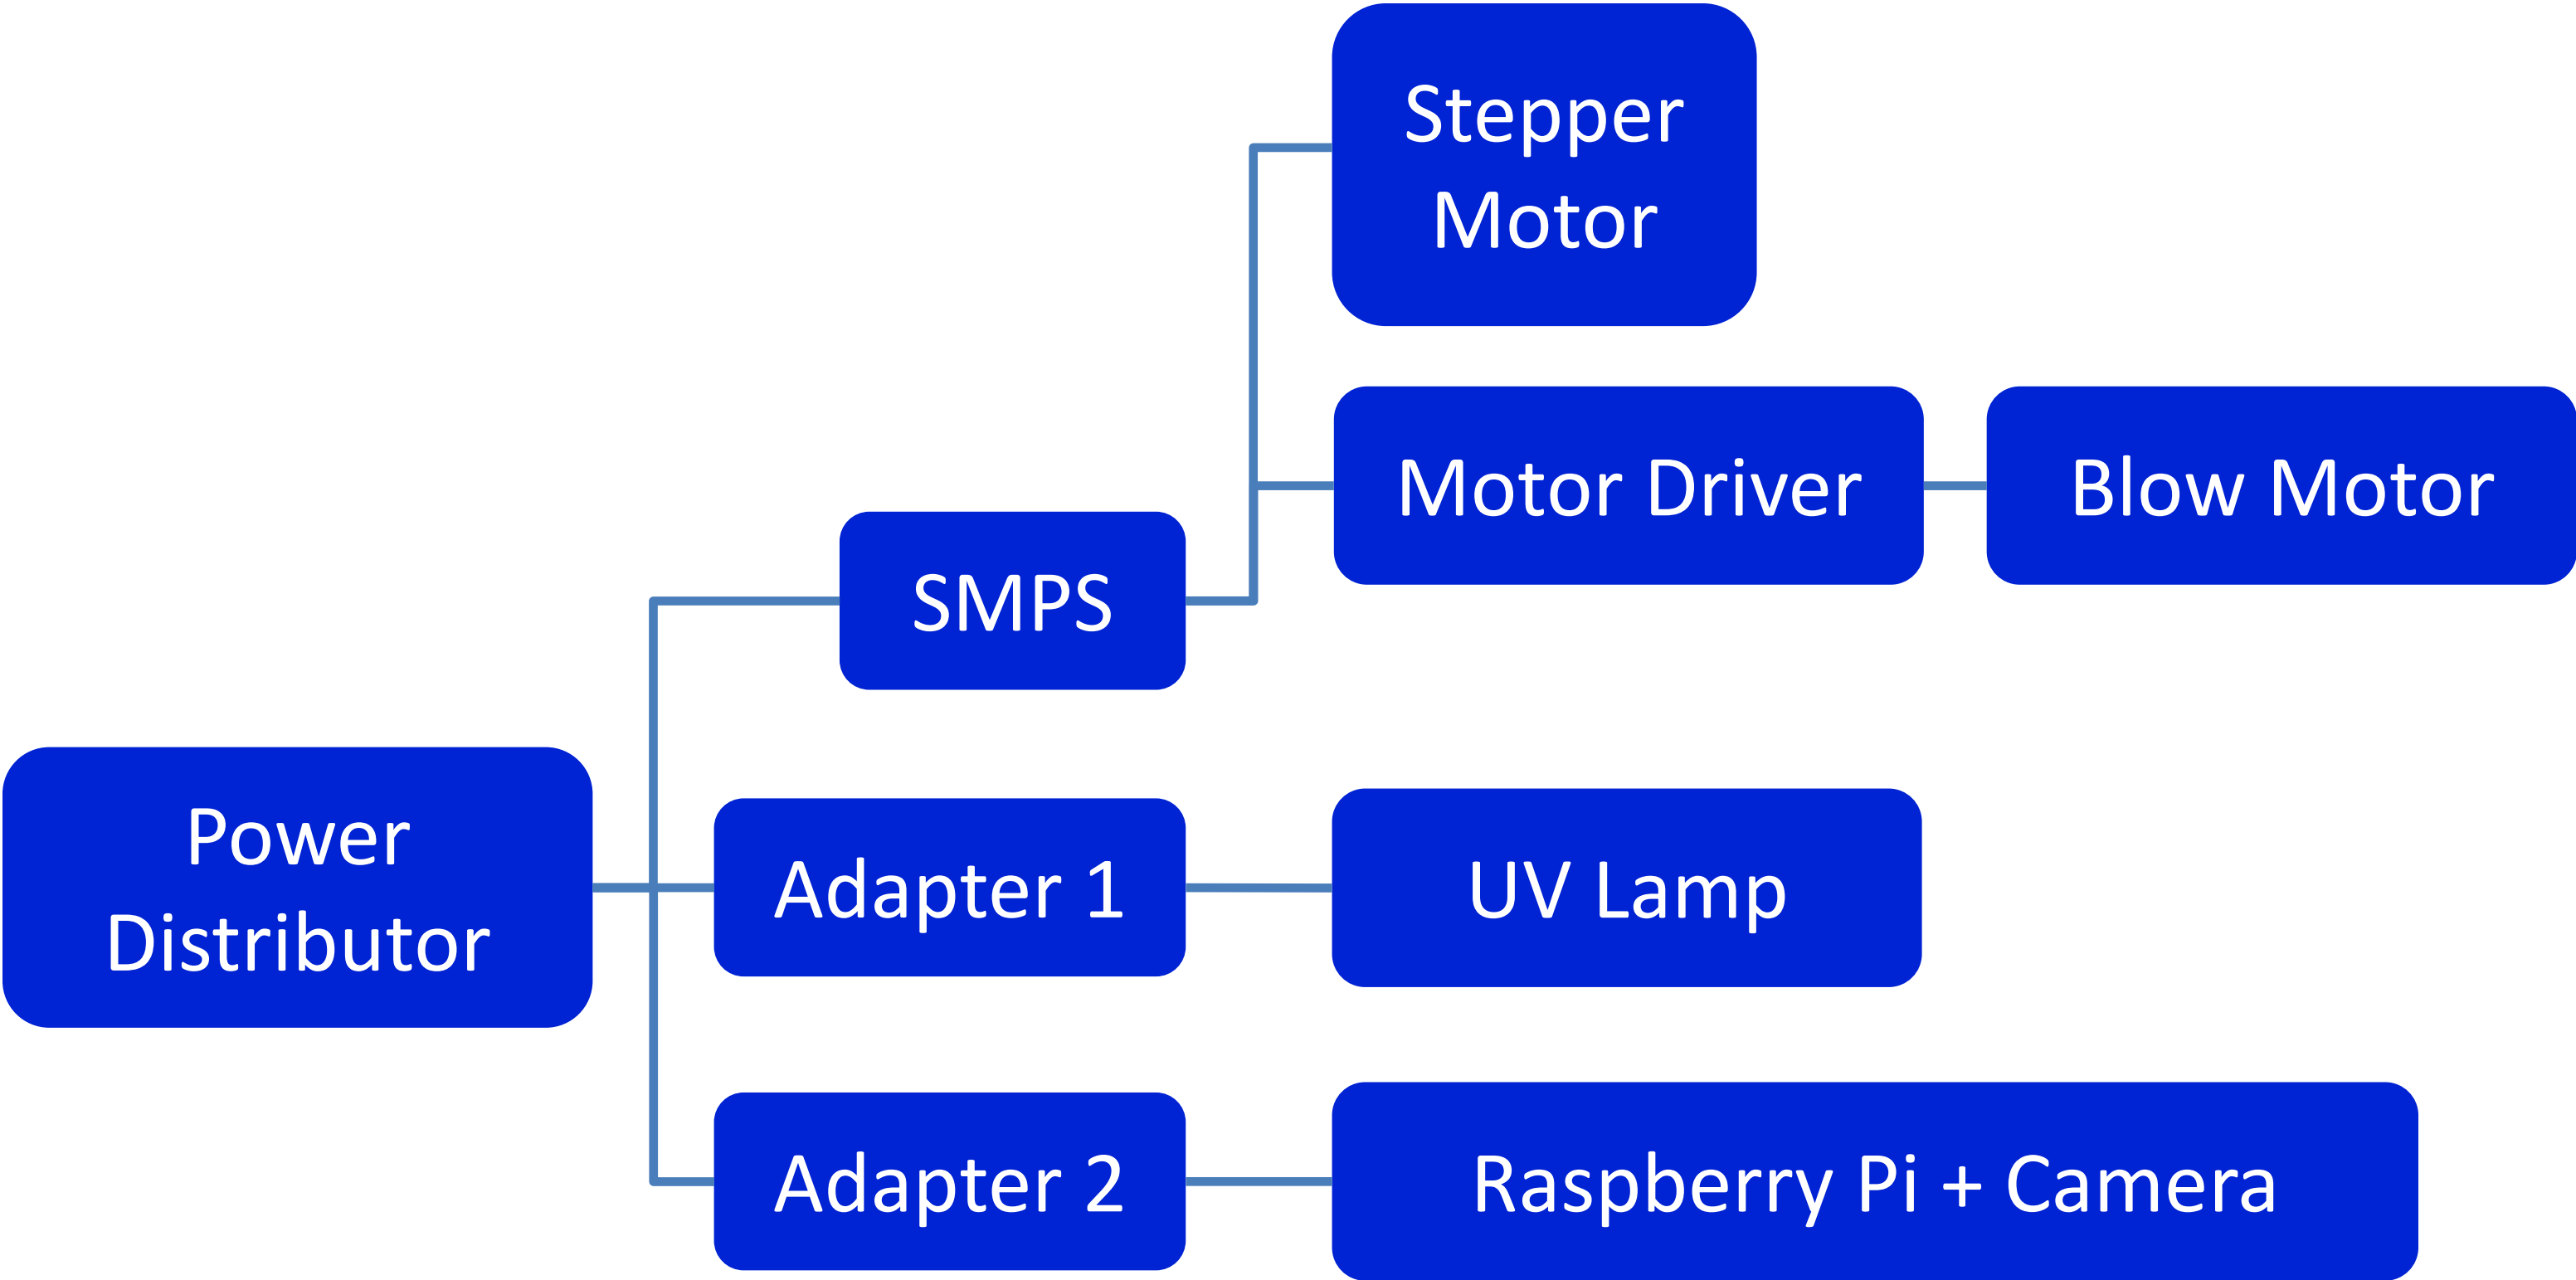 Stepper
Motor
Motor Driver
Blow Motor
SMPS
Power
Distributor
Adapter 1
UV Lamp
Adapter 2
Raspberry Pi + Camera